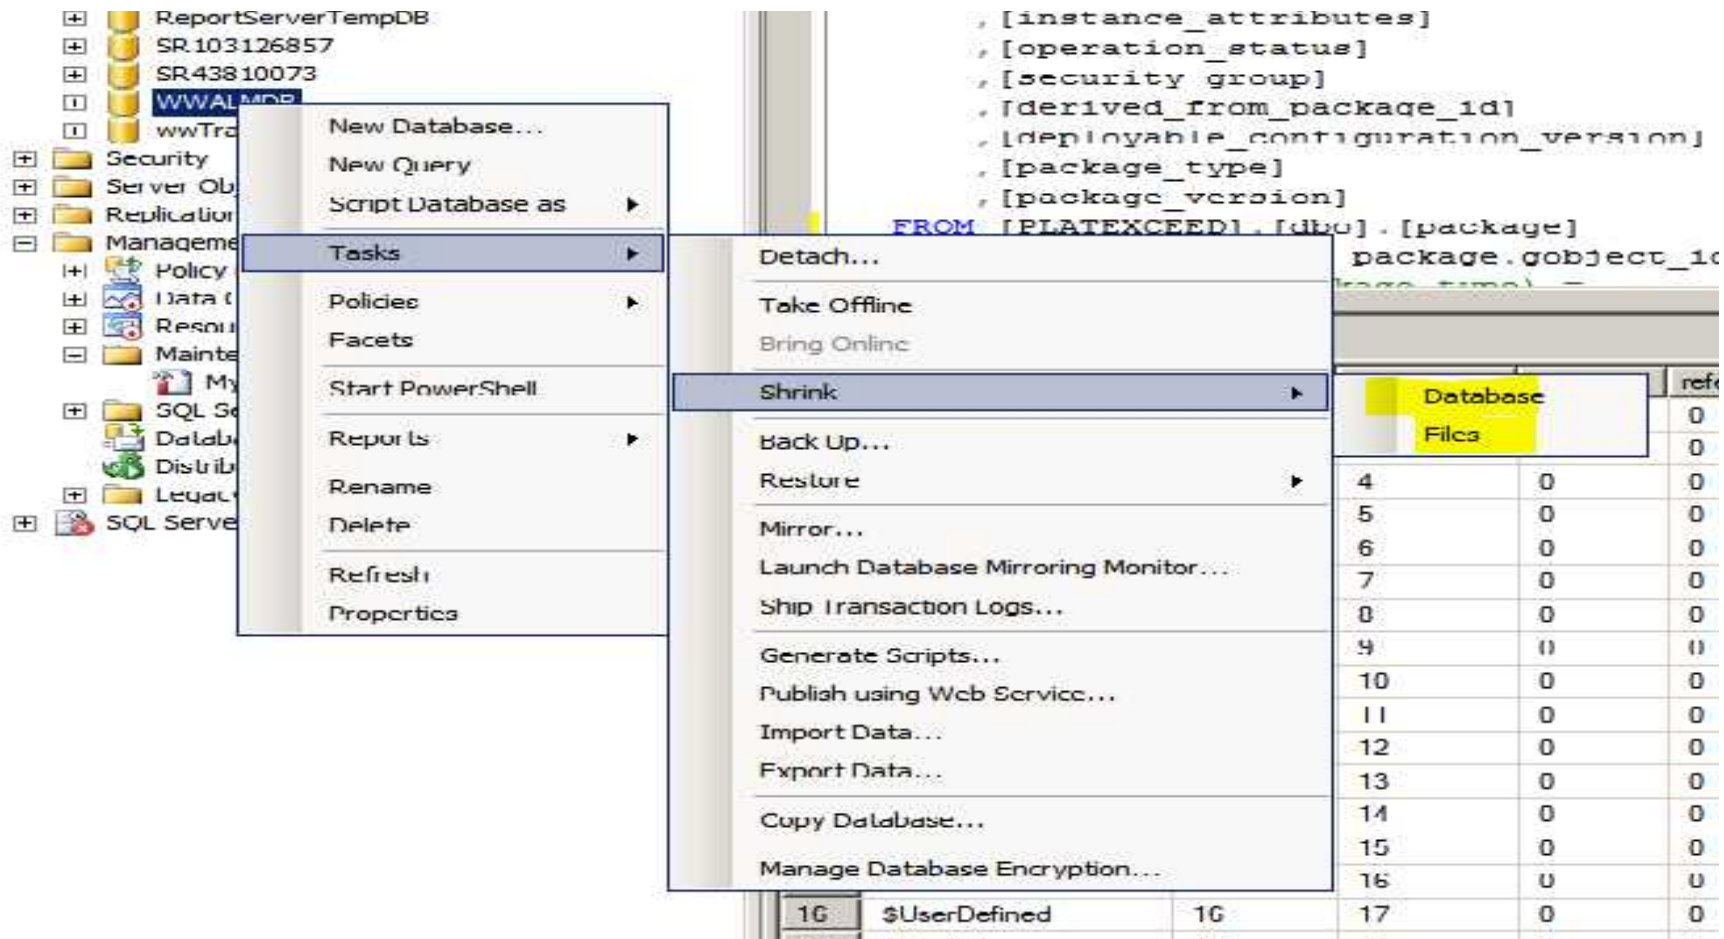 ReportServerTempDB
SR103126857
SR43810073
WWALMDB
wwTra
Security
Server Ob
Replication
Manageme
Policy
Data C
Resou
Mainte
My
SQL Se
Databa
Distrib
Legac
SQL Serve
New Database...
New Query
Script Database as
Tasks
Policies
Facets
Start PowerShell
Reports
Rename
Delete
Refresh
Properties
Detach...
Take Offline
Bring Online
Shrink
Back Up...
Restore
Mirror...
Launch Database Mirroring Monitor...
Ship Transaction Logs...
Generate Scripts...
Publish using Web Service...
Import Data...
Export Data...
Copy Database...
Manage Database Encryption...
Database
Files
,[instance_attributes]
,[operation_status]
,[security_group]
,[derived_from_package_id]
,[deployable_configuration_version]
,[package_type]
,[package_version]
FROM [PLATEXCEED].[dbo].[package]
package.gobject_id
refe
0
0
4 0 0
5 0 0
6 0 0
7 0 0
8 0 0
9 0 0
10 0 0
11 0 0
12 0 0
13 0 0
14 0 0
15 0 0
16 0 0
16 $UserDefined 16 17 0 0